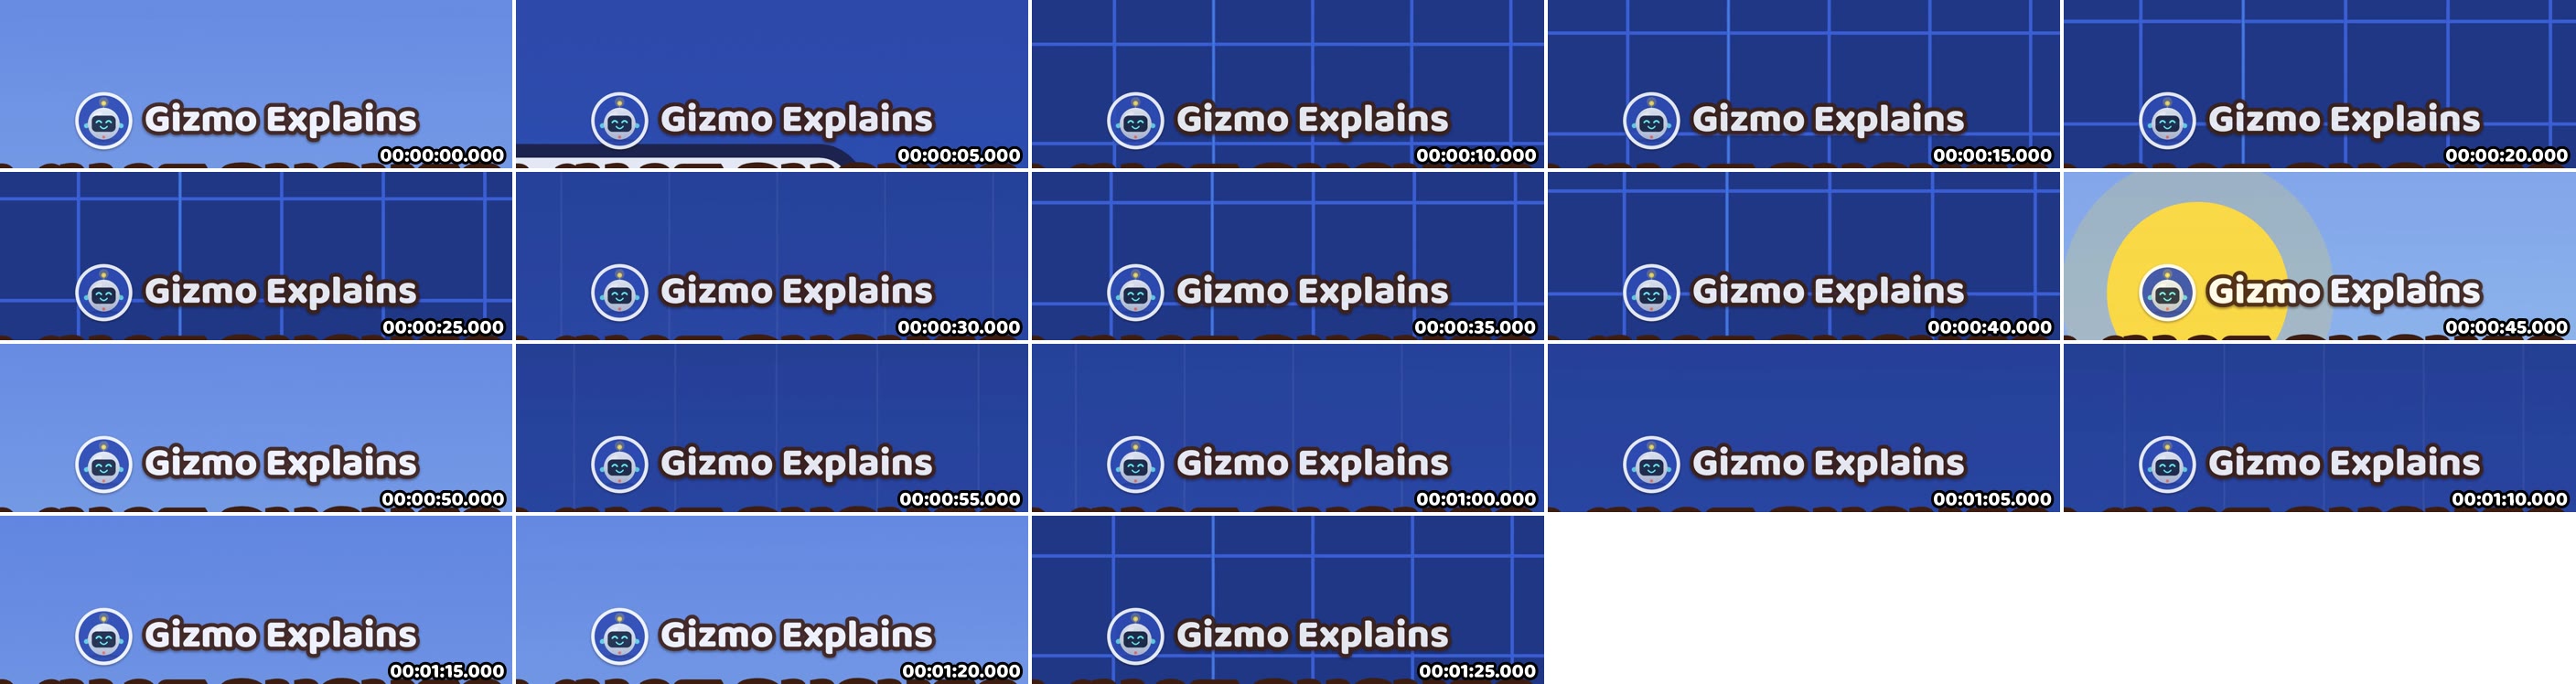 Gizmo Explains
00:00:00.000
Gizmo Explains
00:00:05.000
Gizmo Explains
00:00:10.000
Gizmo Explains
00:00:15.000
Gizmo Explains
00:00:20.000
Gizmo Explains
00:00:25.000
Gizmo Explains
00:00:30.000
Gizmo Explains
00:00:35.000
Gizmo Explains
00:00:40.000
Gizmo Explains
00:00:45.000
Gizmo Explains
00:00:50.000
Gizmo Explains
00:00:55.000
Gizmo Explains
00:01:00.000
Gizmo Explains
00:01:05.000
Gizmo Explains
00:01:10.000
Gizmo Explains
00:01:15.000
Gizmo Explains
00:01:20.000
Gizmo Explains
00:01:25.000